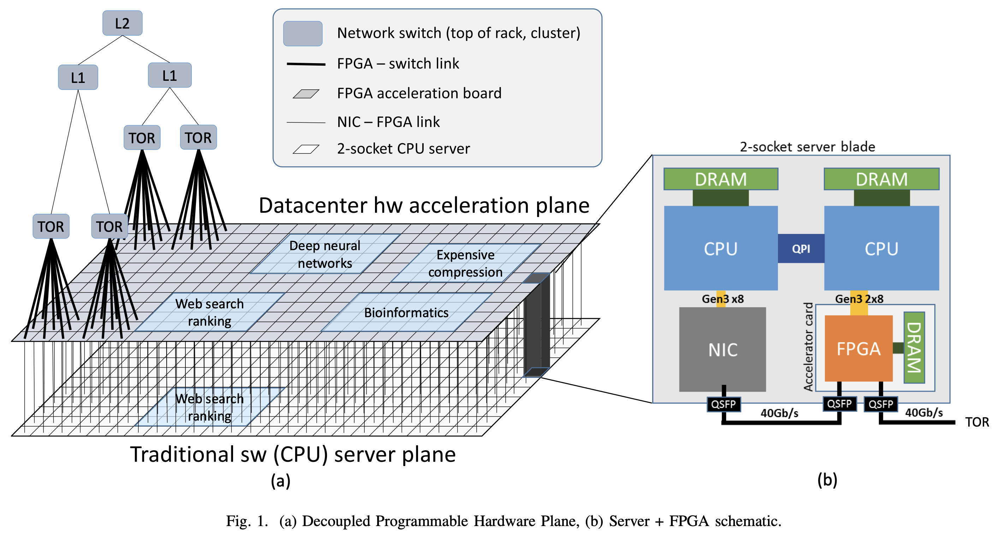 L2
L1
L1
TOR
TOR
TOR
TOR
Network switch (top of rack, cluster)
FPGA – switch link
FPGA acceleration board
NIC – FPGA link
2-socket CPU server
Datacenter hw acceleration plane
Deep neural
networks
Expensive
compression
Web search
ranking
Bioinformatics
Web search
ranking
Traditional sw (CPU) server plane
(a)
2-socket server blade
DRAM
DRAM
CPU
QPI
CPU
Gen3 x8
Gen3 2x8
NIC
Accelerator card
FPGA
DRAM
QSFP
QSFP
QSFP
40Gb/s
40Gb/s
TOR
(b)
Fig. 1. (a) Decoupled Programmable Hardware Plane, (b) Server + FPGA schematic.